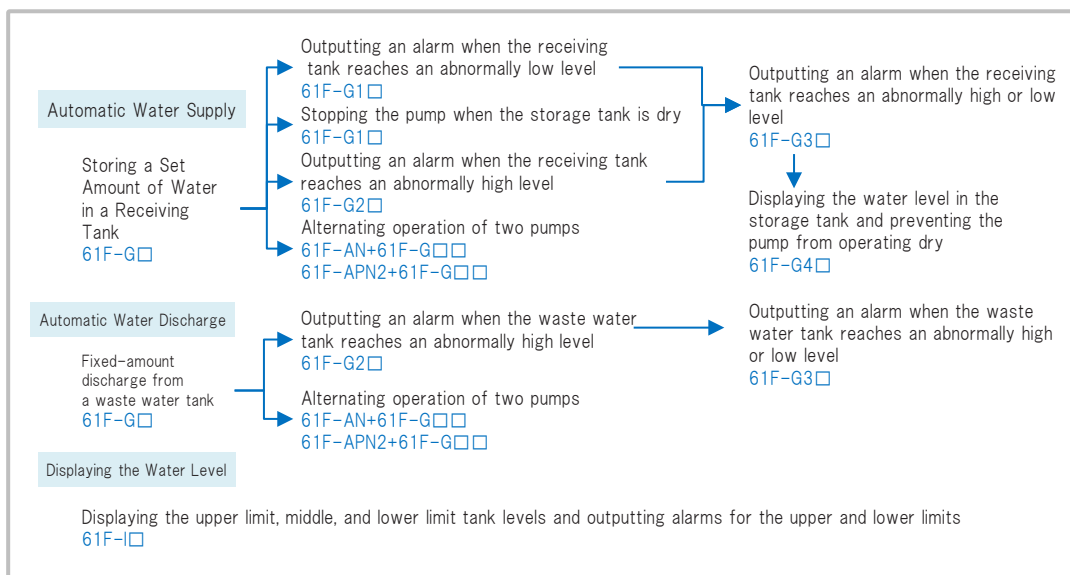 Automatic Water Supply
Storing a Set
Amount of Water
in a Receiving
Tank
61F-G□
Outputting an alarm when the receiving
tank reaches an abnormally low level
61F-G1□
Stopping the pump when the storage tank is dry
61F-G1□
Outputting an alarm when the receiving tank
reaches an abnormally high level
61F-G2□
Alternating operation of two pumps
61F-AN+61F-G□□
61F-APN2+61F-G□□
Outputting an alarm when the receiving
tank reaches an abnormally high or low
level
61F-G3□
Displaying the water level in the
storage tank and preventing the
pump from operating dry
61F-G4□
Automatic Water Discharge
Fixed-amount
discharge from
a waste water tank
61F-G□
Outputting an alarm when the waste water
tank reaches an abnormally high level
61F-G2□
Alternating operation of two pumps
61F-AN+61F-G□□
61F-APN2+61F-G□□
Outputting an alarm when the waste
water tank reaches an abnormally high
or low level
61F-G3□
Displaying the Water Level
Displaying the upper limit, middle, and lower limit tank levels and outputting alarms for the upper and lower limits
61F-I□